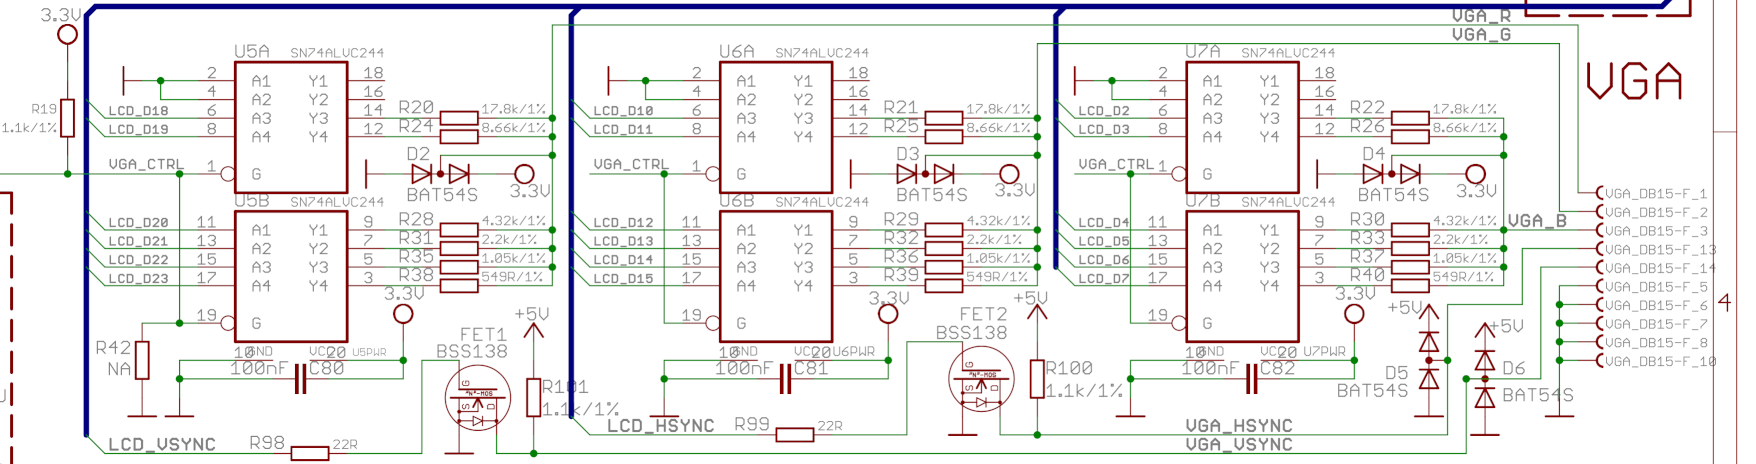 VGA_R
VGA_G
3.3V
U5A SN74ALVC244
U6A SN74ALVC244
U7A SN74ALVC244
VGA
2 A1 Y1 18
4 A2 Y2 16
LCD_D18 6 A3 Y3 14 R20 17.8k/1%
LCD_D19 8 A4 Y4 12 R24 8.66k/1%
2 A1 Y1 18
4 A2 Y2 16
LCD_D10 6 A3 Y3 14 R21 17.8k/1%
LCD_D11 8 A4 Y4 12 R25 8.66k/1%
2 A1 Y1 18
4 A2 Y2 16
LCD_D2 6 A3 Y3 14 R22 17.8k/1%
LCD_D3 8 A4 Y4 12 R26 8.66k/1%
R19
1.1k/1%
VGA_CTRL 1 G
D2
BAT54S
3.3V
VGA_CTRL 1 G
D3
BAT54S
3.3V
VGA_CTRL 1 G
D4
BAT54S
3.3V
U5B SN74ALVC244
LCD_D20 11 A1 Y1 9 R28 4.32k/1%
LCD_D21 13 A2 Y2 7 R31 2.2k/1%
LCD_D22 15 A3 Y3 5 R35 1.05k/1%
LCD_D23 17 A4 Y4 3 R38 549R/1%
19 G
U6B SN74ALVC244
LCD_D12 11 A1 Y1 9 R29 4.32k/1%
LCD_D13 13 A2 Y2 7 R32 2.2k/1%
LCD_D14 15 A3 Y3 5 R36 1.05k/1%
LCD_D15 17 A4 Y4 3 R39 549R/1%
19 G
U7B SN74ALVC244
LCD_D4 11 A1 Y1 9 R30 4.32k/1%
LCD_D5 13 A2 Y2 7 R33 2.2k/1%
LCD_D6 15 A3 Y3 5 R37 1.05k/1%
LCD_D7 17 A4 Y4 3 R40 549R/1%
19 G
VGA_B
VGA_DB15-F_1
VGA_DB15-F_2
VGA_DB15-F_3
VGA_DB15-F_13
VGA_DB15-F_14
VGA_DB15-F_5
VGA_DB15-F_6
VGA_DB15-F_7
VGA_DB15-F_8
VGA_DB15-F_10
4
R42
NA
10 GND VCC 20 U5PWR
3.3V
100nF C80
FET1
BSS138
G
"N"-MOS
S D
+5V
R101
1.1k/1%
10 GND VCC 20 U6PWR
3.3V
100nF C81
FET2
BSS138
G
"N"-MOS
S D
+5V
R100
1.1k/1%
10 GND VCC 20 U7PWR
3.3V
100nF C82
+5V
D5
BAT54S
+5V
D6
BAT54S
LCD_VSYNC R98 22R
LCD_HSYNC R99 22R
VGA_HSYNC
VGA_VSYNC